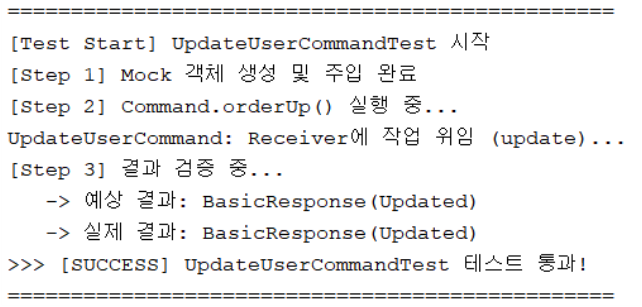 ==================================================
[Test Start] UpdateUserCommandTest 시작
[Step 1] Mock 객체 생성 및 주입 완료
[Step 2] Command.orderUp() 실행 중...
UpdateUserCommand: Receiver에 작업 위임 (update)...
[Step 3] 결과 검증 중...
   -> 예상 결과: BasicResponse(Updated)
   -> 실제 결과: BasicResponse(Updated)
>>> [SUCCESS] UpdateUserCommandTest 테스트 통과!
==================================================